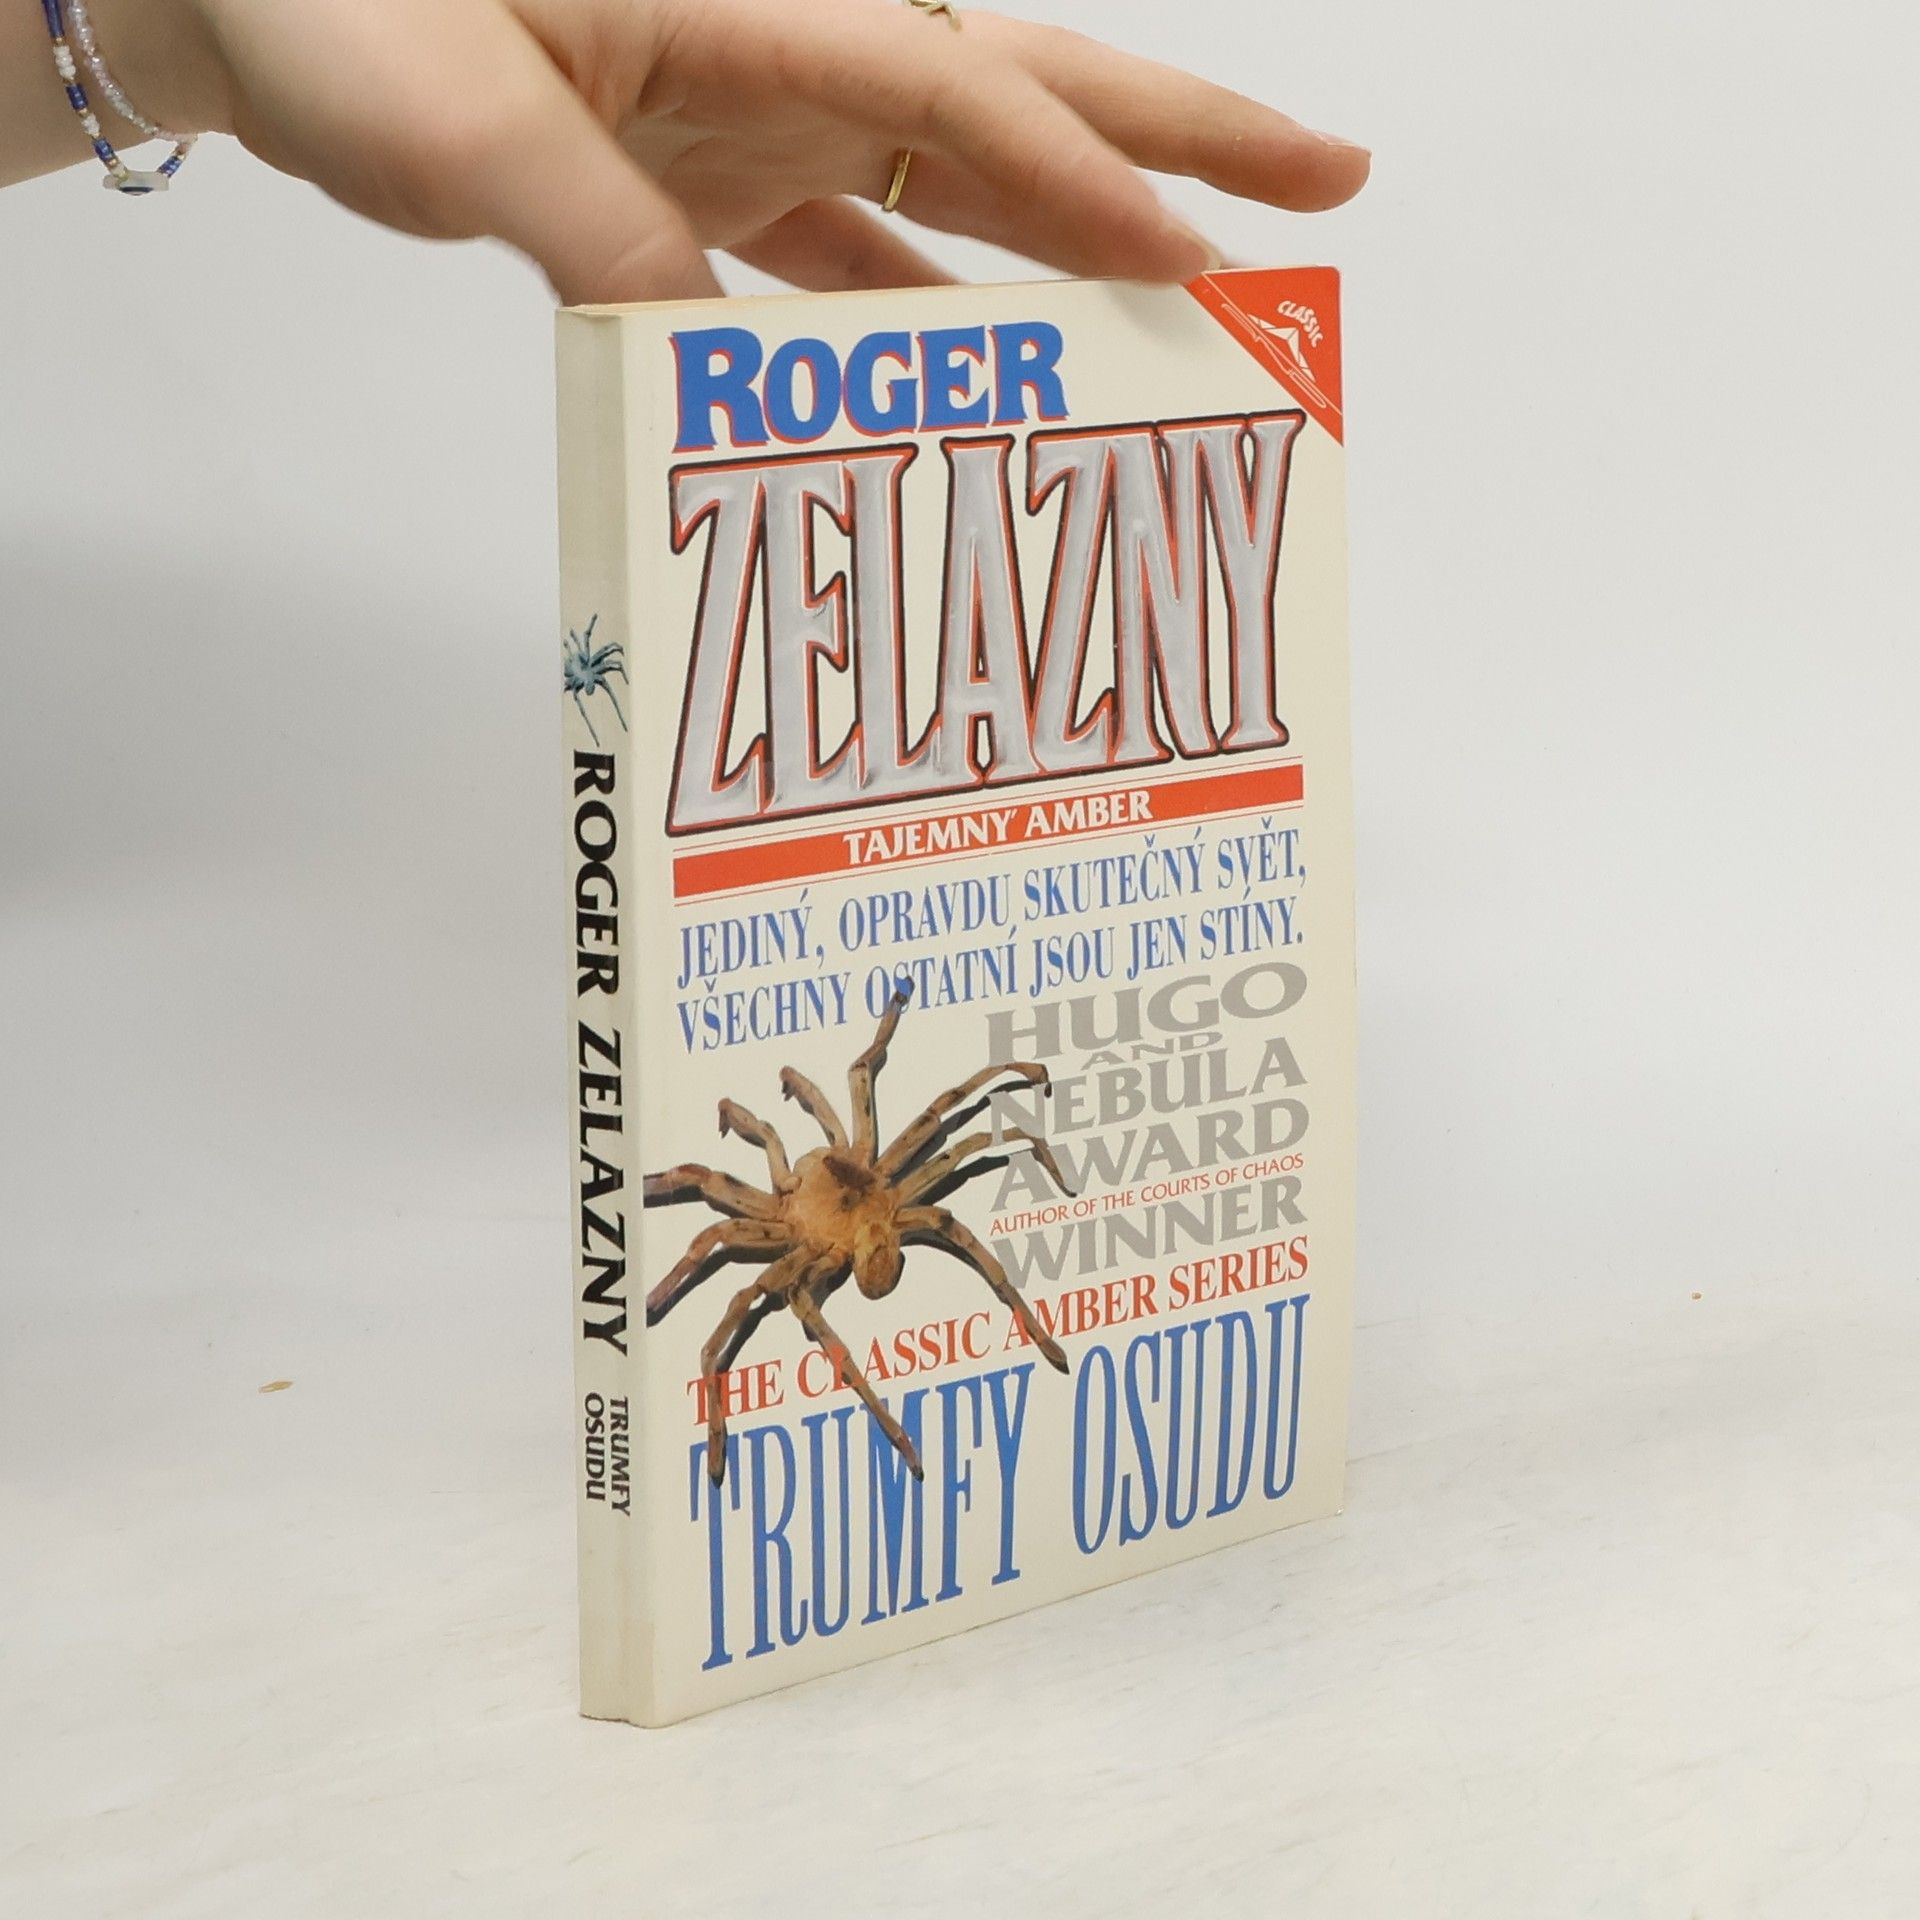 CLASSIC
ROGER
ZELAZNY
TAJEMNÝ AMBER
JEDINÝ, OPRAVDU SKUTEČNÝ SVĚT,
VŠECHNY OSTATNÍ JSOU JEN STÍNY.
HUGO
AND
NEBULA
AWARD
AUTHOR OF THE COURTS OF CHAOS
WINNER
THE CLASSIC AMBER SERIES
TRUMFY OSUDU
ROGER ZELAZNY
TRUMFY
OSUDU